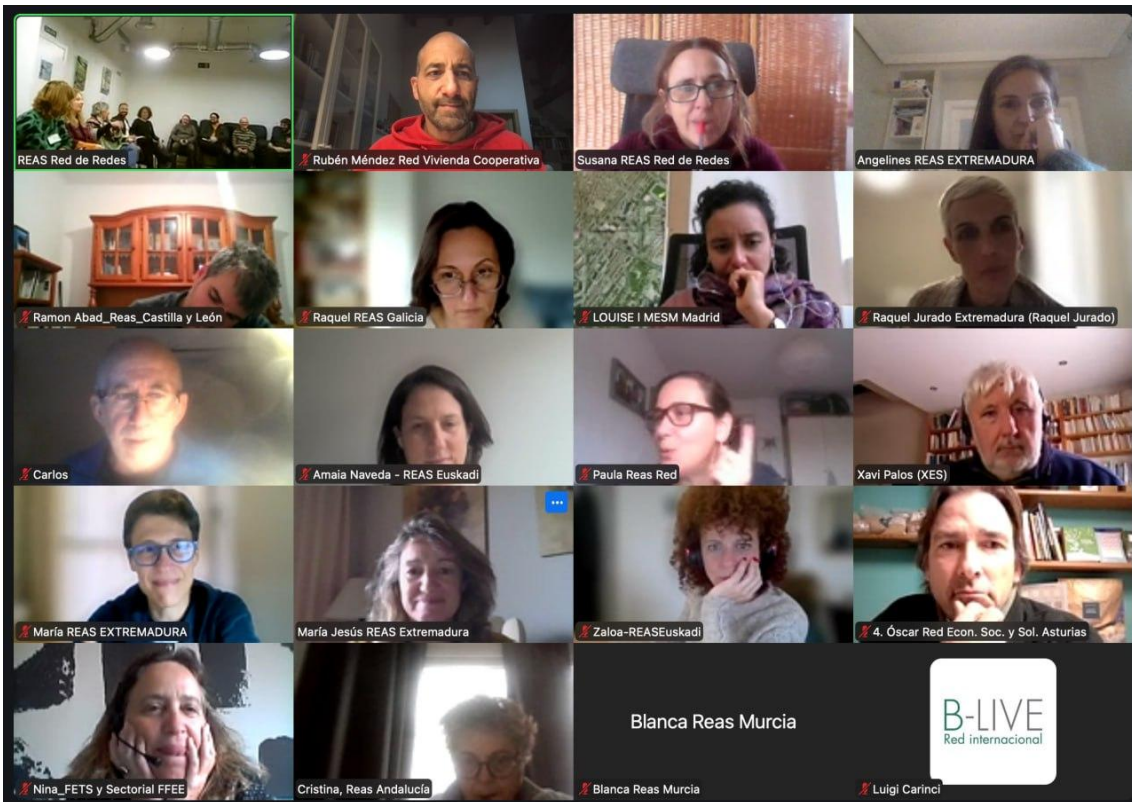 REAS Red de Redes
Rubén Méndez Red Vivienda Cooperativa
Susana REAS Red de Redes
Angelines REAS EXTREMADURA
Ramon Abad_Reas_Castilla y León
Raquel REAS Galicia
LOUISE | MESM Madrid
Raquel Jurado Extremadura (Raquel Jurado)
Carlos
Amaia Naveda - REAS Euskadi
Paula Reas Red
Xavi Palos (XES)
María REAS EXTREMADURA
María Jesús REAS Extremadura
Zaloa-REASEuskadi
4. Óscar Red Econ. Soc. y Sol. Asturias
Nina_FETS y Sectorial FFEE
Cristina, Reas Andalucía
Blanca Reas Murcia
Blanca Reas Murcia
B-LIVE
Red internacional
Luigi Carinci